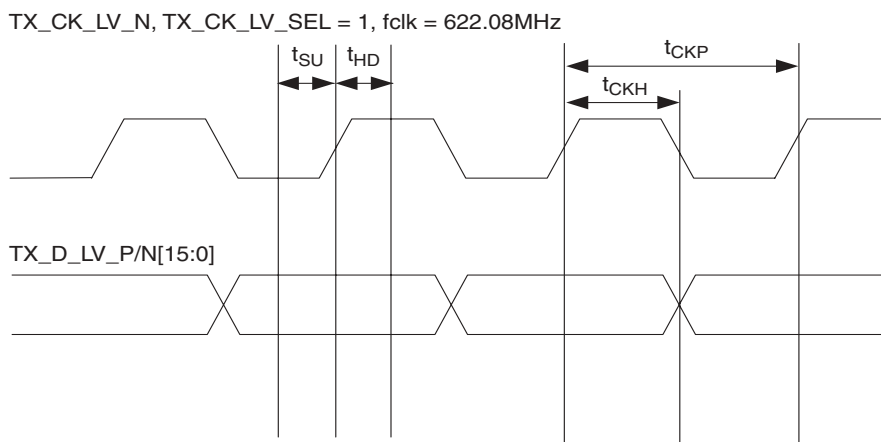 TX_CK_LV_N, TX_CK_LV_SEL = 1, fclk = 622.08MHz
tSU tHD tCKP
tCKH
TX_D_LV_P/N[15:0]